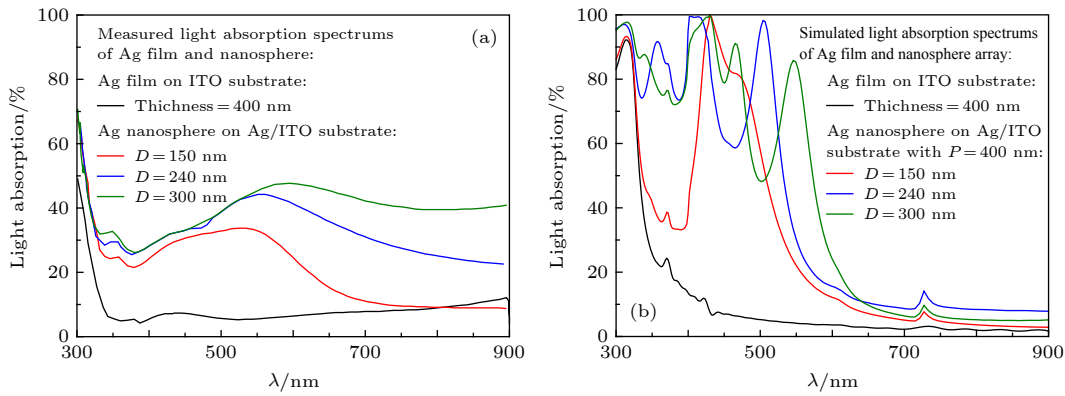 Measured light absorption spectrums
of Ag film and nanosphere:
(a)
Ag film on ITO substrate:
Thichness=400 nm
Ag nanosphere on Ag/ITO substrate:
D=150 nm
D=240 nm
D=300 nm
100
80
60
40
20
0
300
500
700
900
Light absorption/%
λ/nm
Simulated light absorption spectrums
of Ag film and nanosphere array:
Ag film on ITO substrate:
Thichness=400 nm
Ag nanosphere on Ag/ITO
substrate with P=400 nm:
D=150 nm
D=240 nm
D=300 nm
(b)
100
80
60
40
20
0
300
500
700
900
Light absorption/%
λ/nm